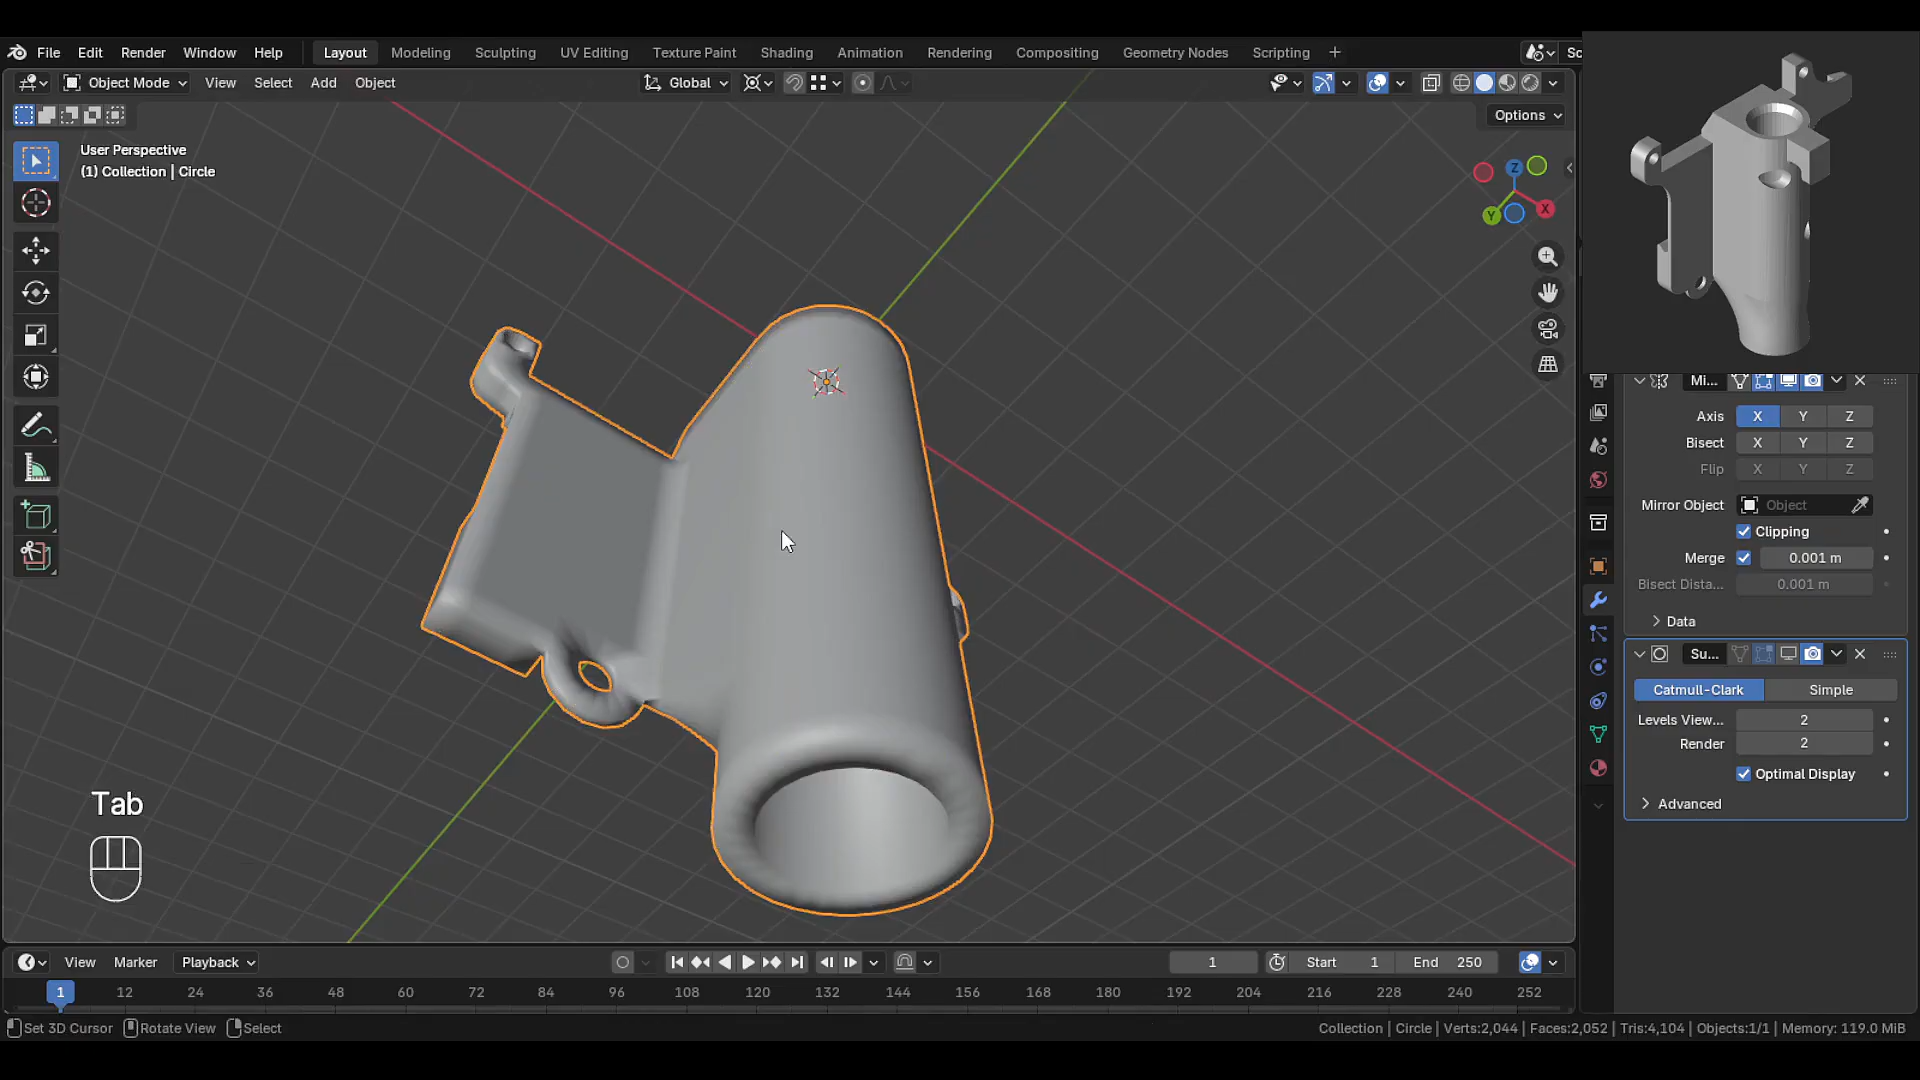 File Edit Render Window Help Layout Modeling Sculpting UV Editing Texture Paint Shading Animation Rendering Compositing Geometry Nodes Scripting + Sc
Object Mode View Select Add Object Global
Options
User Perspective
(1) Collection | Circle
Z
X
Y
Mi...
Axis X Y Z
Bisect X Y Z
Flip X Y Z
Mirror Object Object
Clipping
Merge 0.001 m
Bisect Dista... 0.001 m
Data
Su...
Catmull-Clark Simple
Levels View... 2
Render 2
Optimal Display
Advanced
Tab
View Marker Playback 1 Start 1 End 250
1 12 24 36 48 60 72 84 96 108 120 132 144 156 168 180 192 204 216 228 240 252
Set 3D Cursor Rotate View Select Collection | Circle | Verts:2,044 | Faces:2,052 | Tris:4,104 | Objects:1/1 | Memory: 119.0 MiB